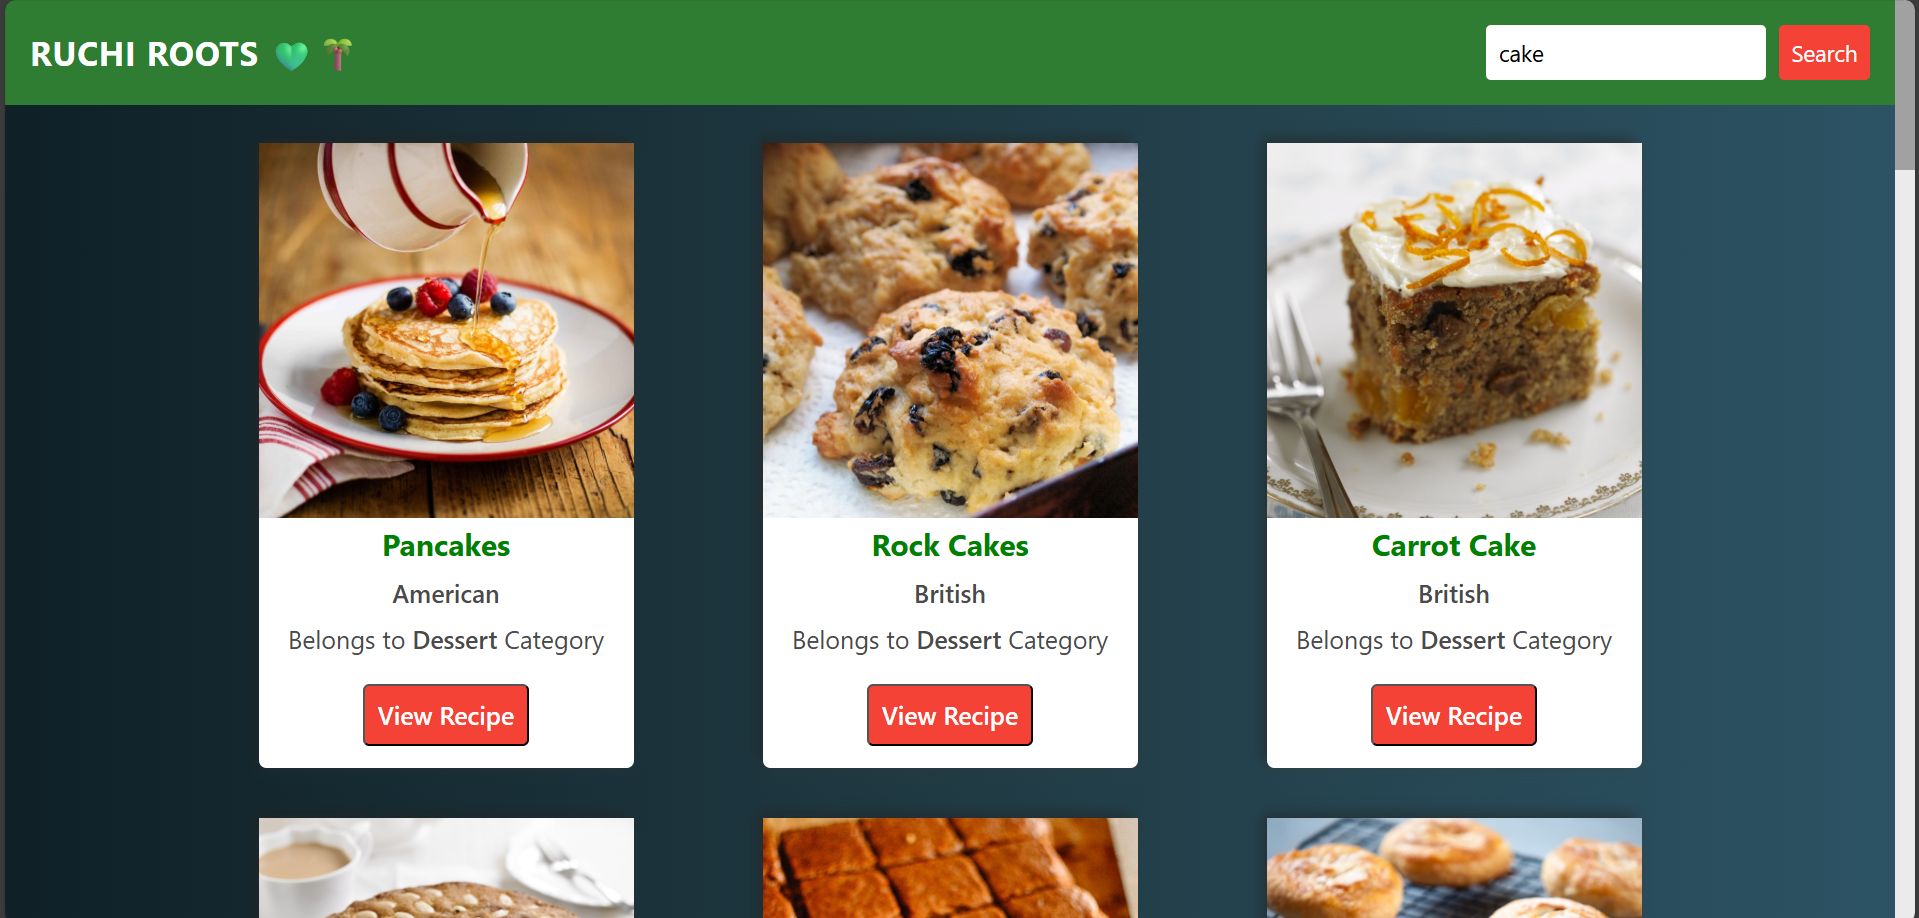 RUCHI ROOTS 💚 🌴
cake
Search
Pancakes
American
Belongs to Dessert Category
View Recipe
Rock Cakes
British
Belongs to Dessert Category
View Recipe
Carrot Cake
British
Belongs to Dessert Category
View Recipe